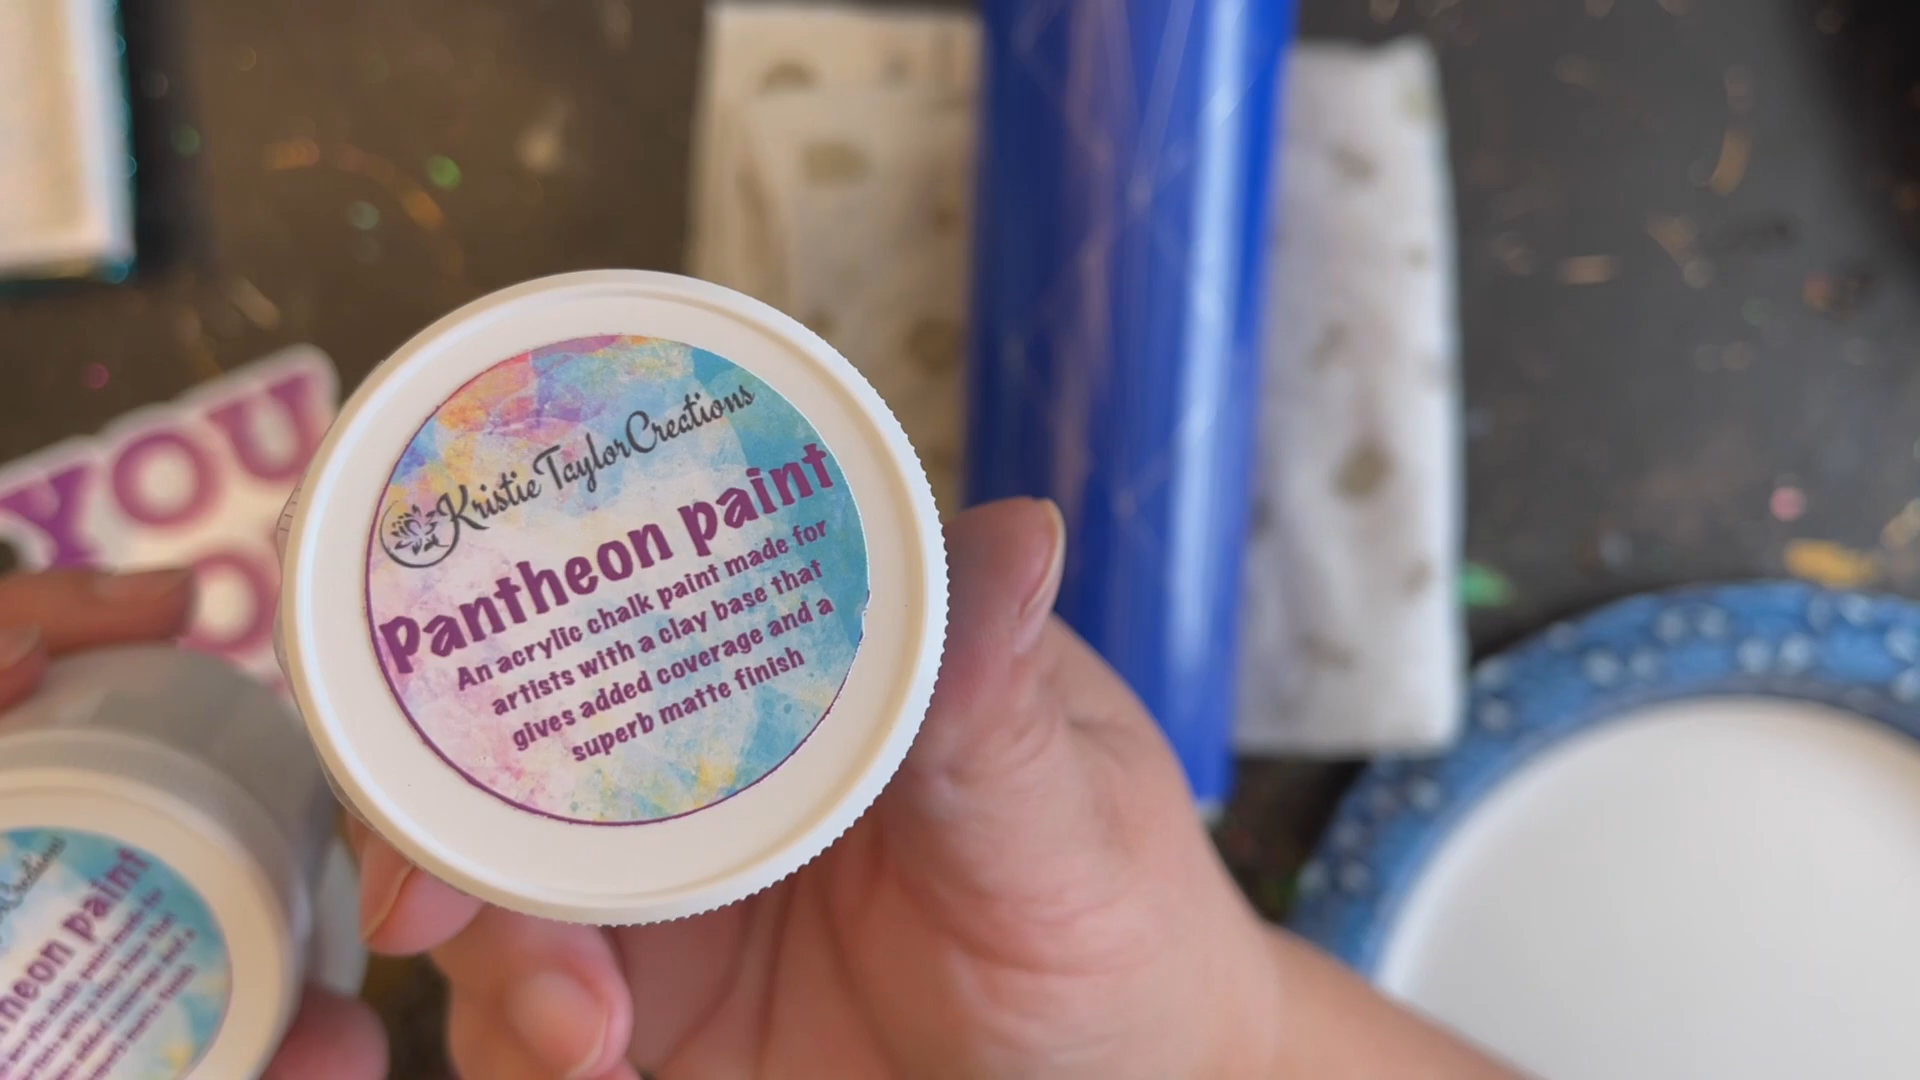 YOU
Kristie Taylor Creations
Pantheon paint
An acrylic chalk paint made for
artists with a clay base that
gives added coverage and a
superb matte finish
Creations
paint